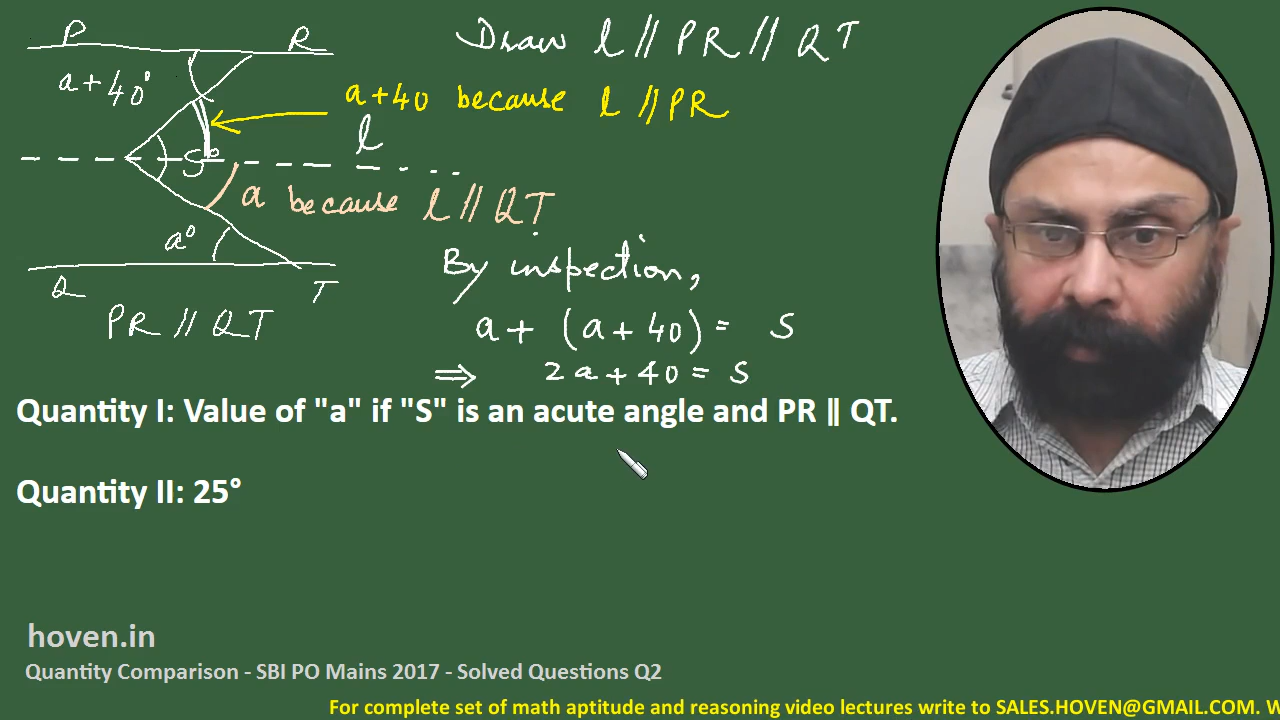 P R Draw l // PR // QT
a+40°
a+40 because l // PR
l
S°
a because l // QT
a°
By inspection,
Q T
PR // QT
a + (a + 40) = S
⇒ 2a + 40 = S
Quantity I: Value of "a" if "S" is an acute angle and PR ǁ QT.
Quantity II: 25°
hoven.in
Quantity Comparison - SBI PO Mains 2017 - Solved Questions Q2
For complete set of math aptitude and reasoning video lectures write to SALES.HOVEN@GMAIL.COM. W